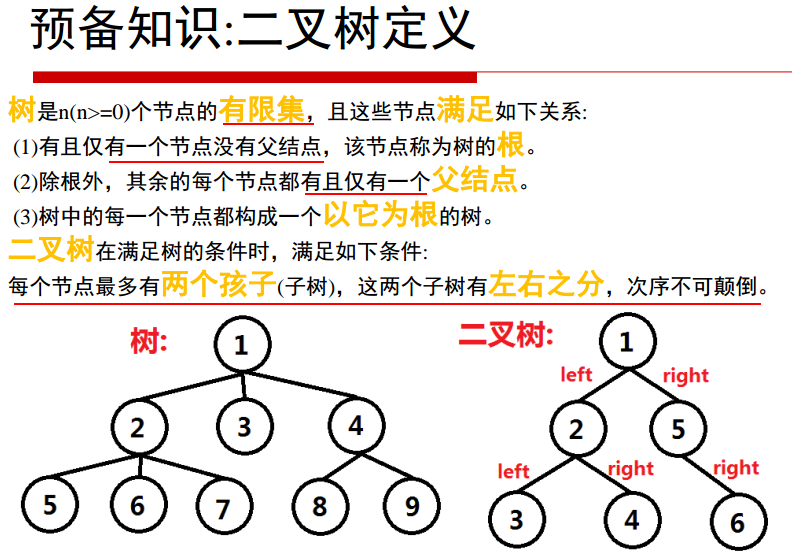 预备知识:二叉树定义
树是n(n>=0)个节点的有限集，且这些节点满足如下关系:
(1)有且仅有一个节点没有父结点，该节点称为树的根。
(2)除根外，其余的每个节点都有且仅有一个父结点。
(3)树中的每一个节点都构成一个以它为根的树。
二叉树在满足树的条件时，满足如下条件:
每个节点最多有两个孩子(子树)，这两个子树有左右之分，次序不可颠倒。
树:
1
2 3 4
5 6 7 8 9
二叉树:
1
left right
2 5
left right right
3 4 6